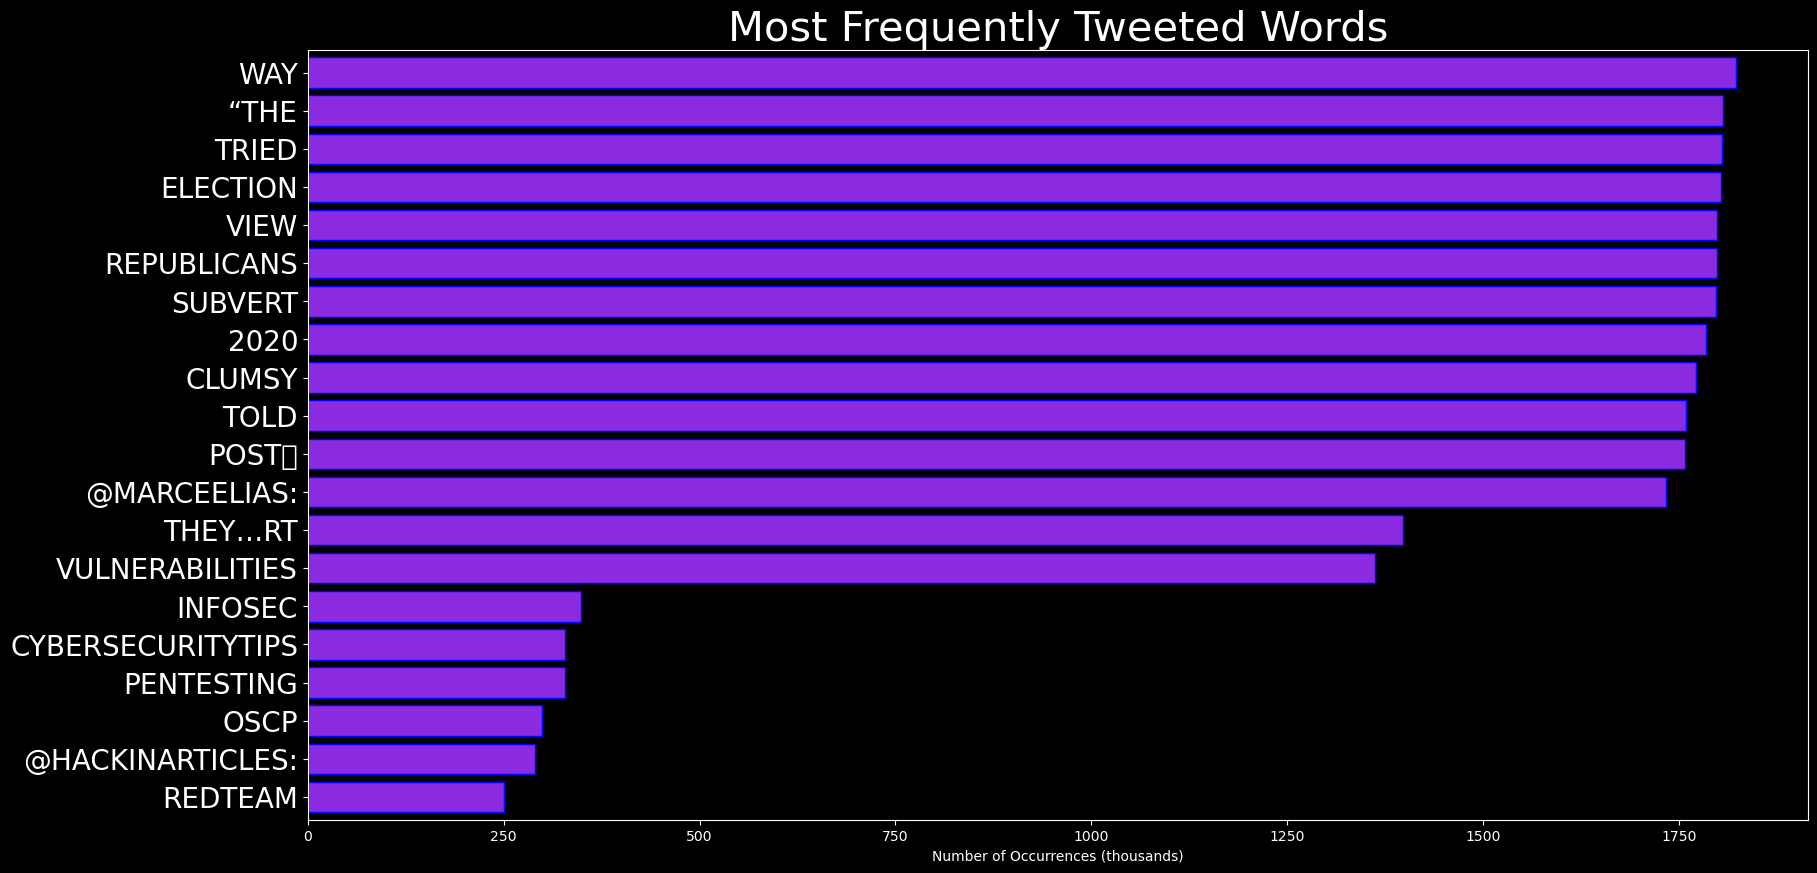 Most Frequently Tweeted Words
WAY
“THE
TRIED
ELECTION
VIEW
REPUBLICANS
SUBVERT
2020
CLUMSY
TOLD
POST▯
@MARCEELIAS:
THEY…RT
VULNERABILITIES
INFOSEC
CYBERSECURITYTIPS
PENTESTING
OSCP
@HACKINARTICLES:
REDTEAM
0 250 500 750 1000 1250 1500 1750
Number of Occurrences (thousands)